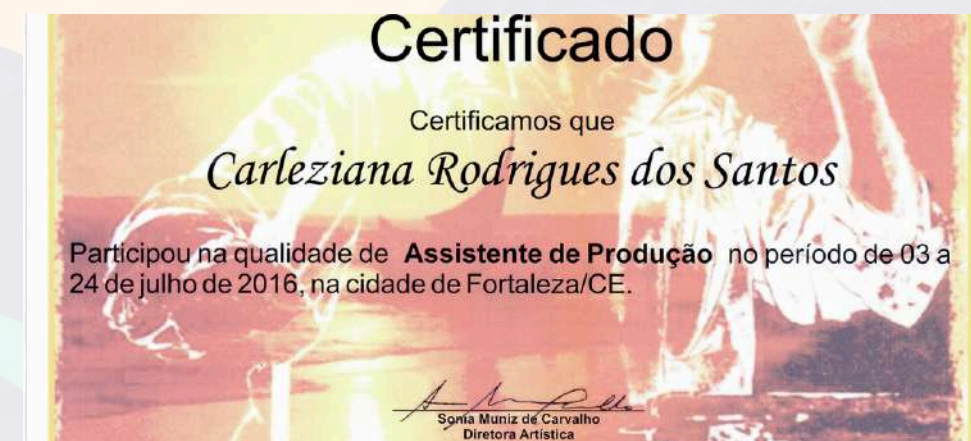 Certificado
Certificamos que
Carleziana Rodrigues dos Santos
Participou na qualidade de Assistente de Produção no período de 03 a
24 de julho de 2016, na cidade de Fortaleza/CE.
Sonia Muniz de Carvalho
Diretora Artística